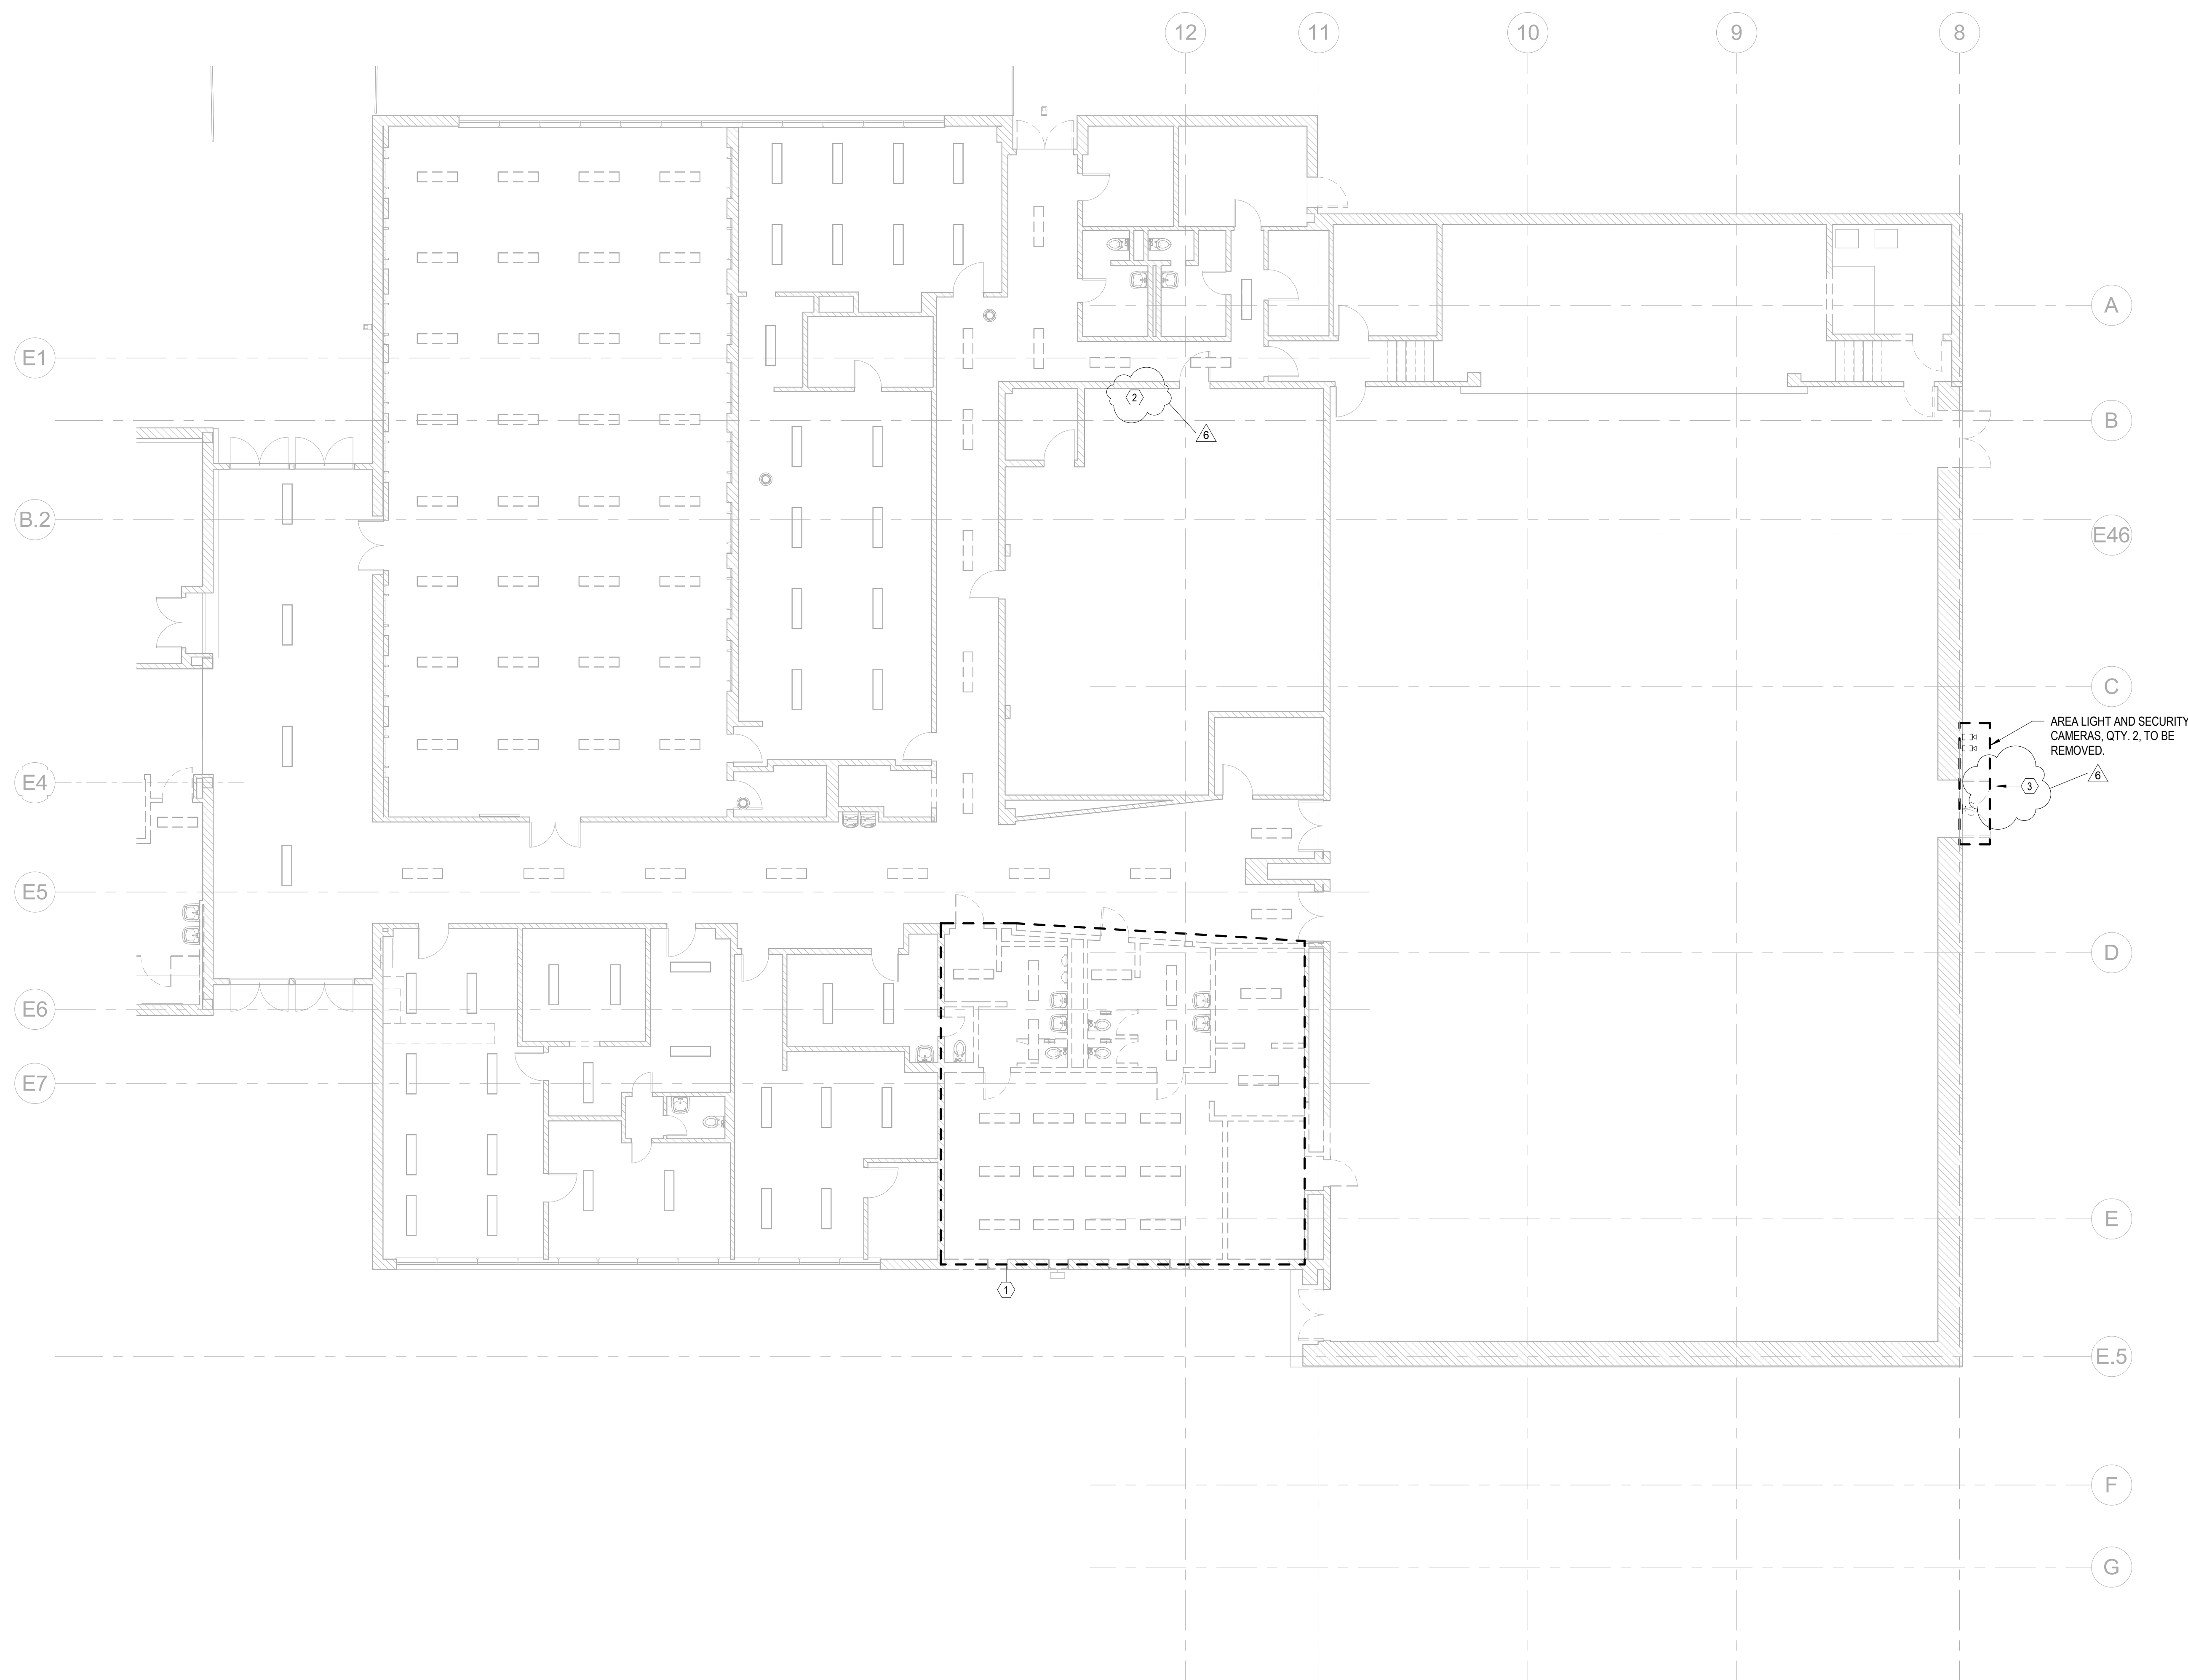 12
11
10
9
8
A
E1
2
B
6
B.2
E46
C
AREA LIGHT AND SECURITY
CAMERAS, QTY. 2, TO BE
REMOVED.
6
E4
3
E5
D
E6
E7
E
1
E.5
F
G